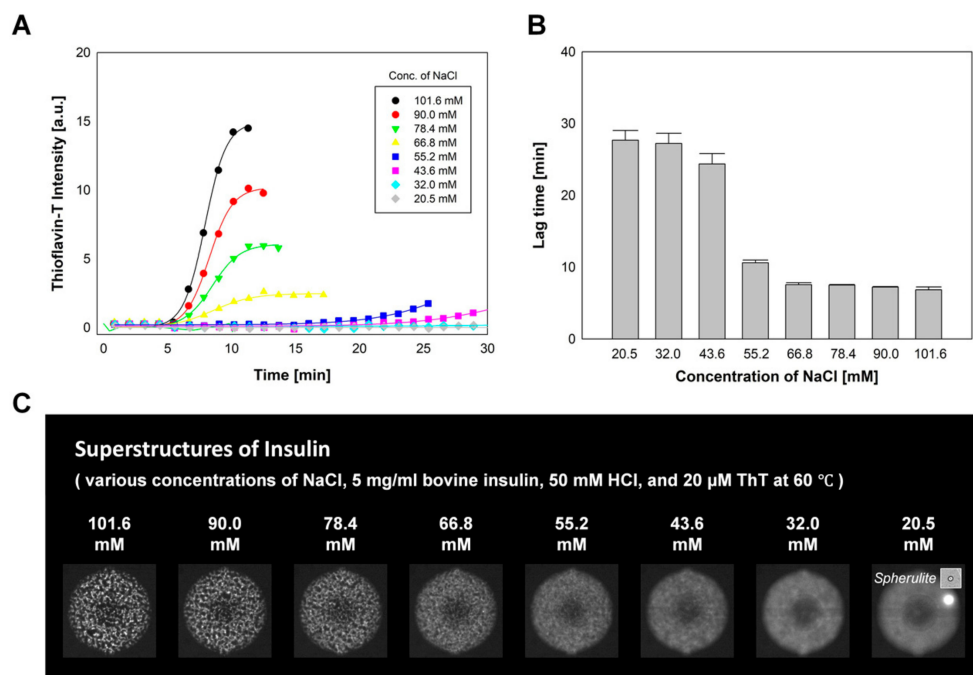 A
Thioflavin-T Intensity [a.u.]
20
15
10
5
0
Conc. of NaCl
101.6 mM
90.0 mM
78.4 mM
66.8 mM
55.2 mM
43.6 mM
32.0 mM
20.5 mM
0 5 10 15 20 25 30
Time [min]
B
Lag time [min]
40
30
20
10
0
20.5 32.0 43.6 55.2 66.8 78.4 90.0 101.6
Concentration of NaCl [mM]
C
Superstructures of Insulin
( various concentrations of NaCl, 5 mg/ml bovine insulin, 50 mM HCl, and 20 μM ThT at 60 ℃ )
101.6 90.0 78.4 66.8 55.2 43.6 32.0 20.5
mM mM mM mM mM mM mM mM
Spherulite